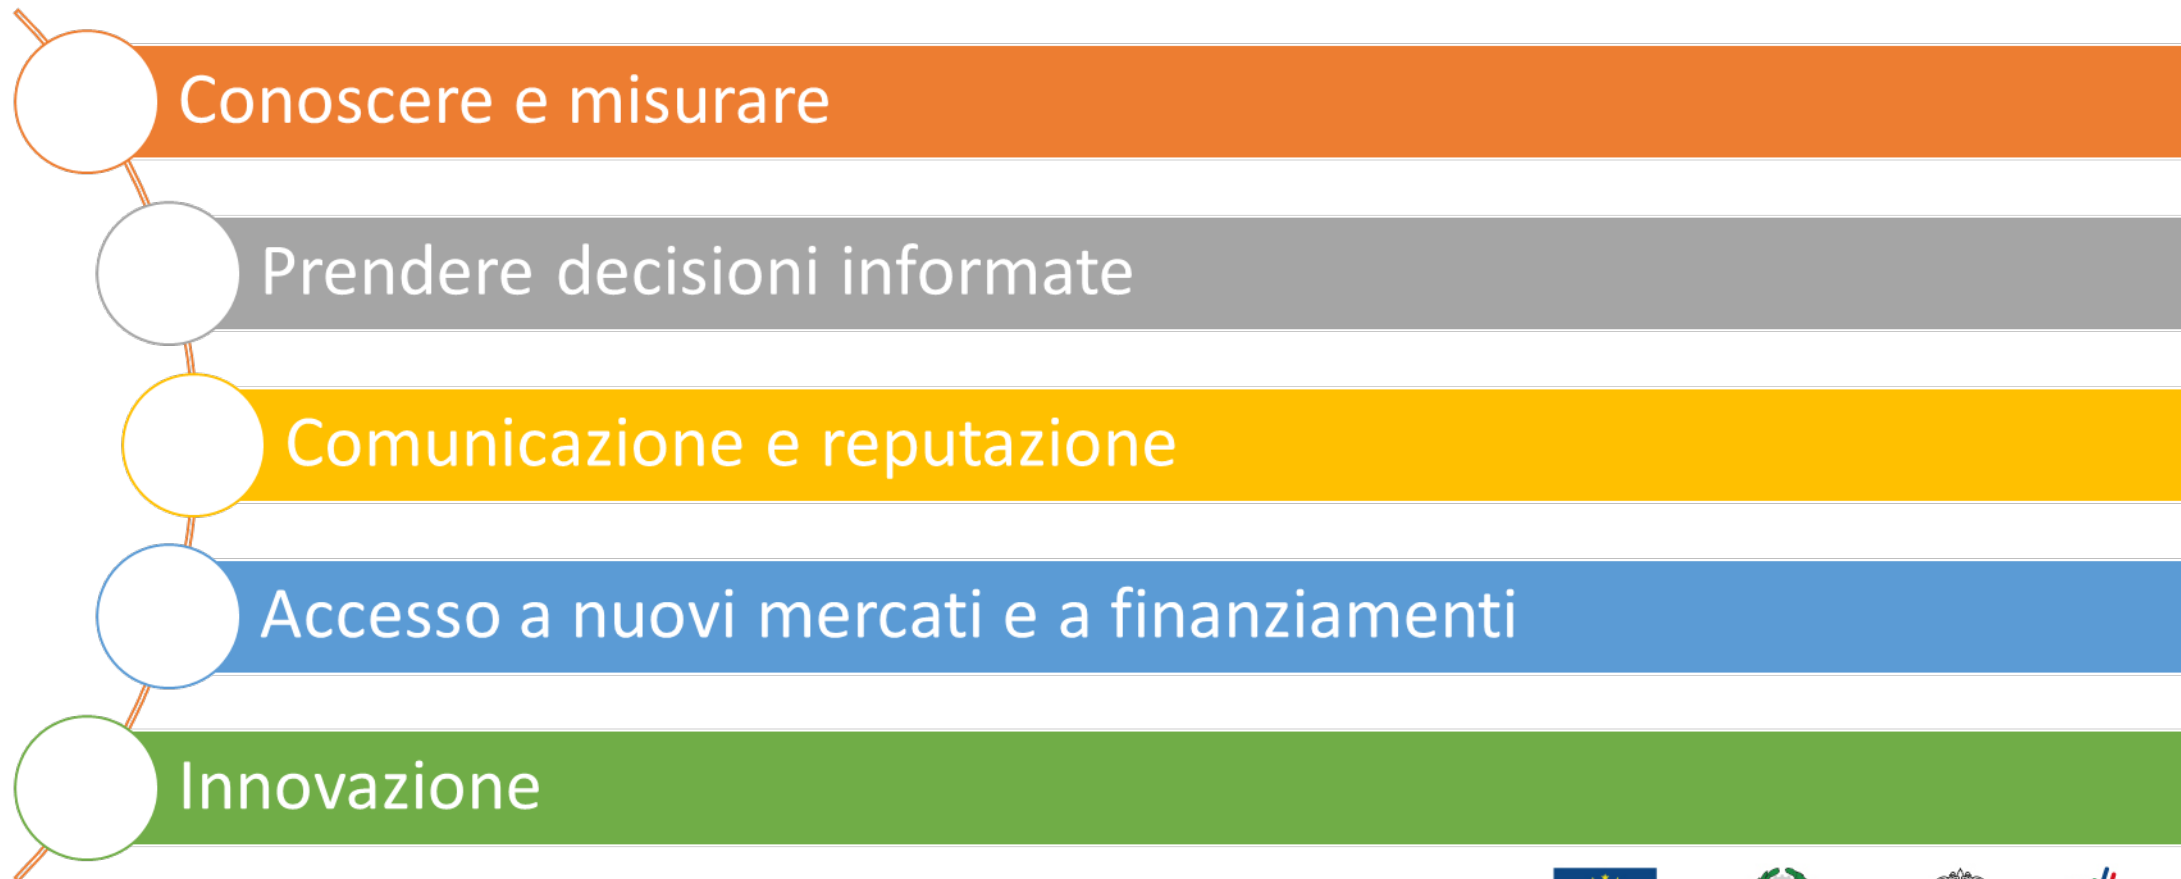 Conoscere e misurare
Prendere decisioni informate
Comunicazione e reputazione
Accesso a nuovi mercati e a finanziamenti
Innovazione